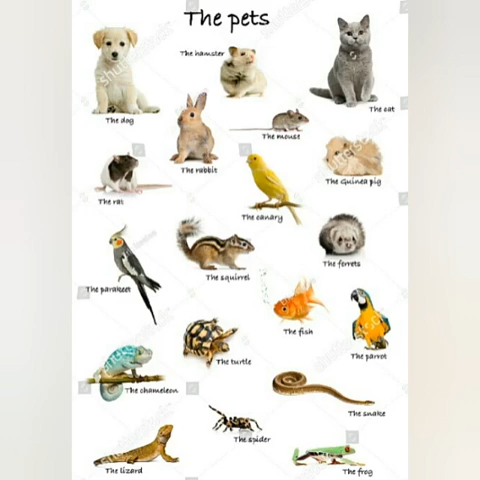 The pets
The hamster
The cat
The dog
The mouse
The rabbit
The Guinea pig
The rat
The canary
The ferrets
The squirrel
The parakeet
The fish
The parrot
The turtle
The chameleon
The snake
The spider
The lizard
The frog